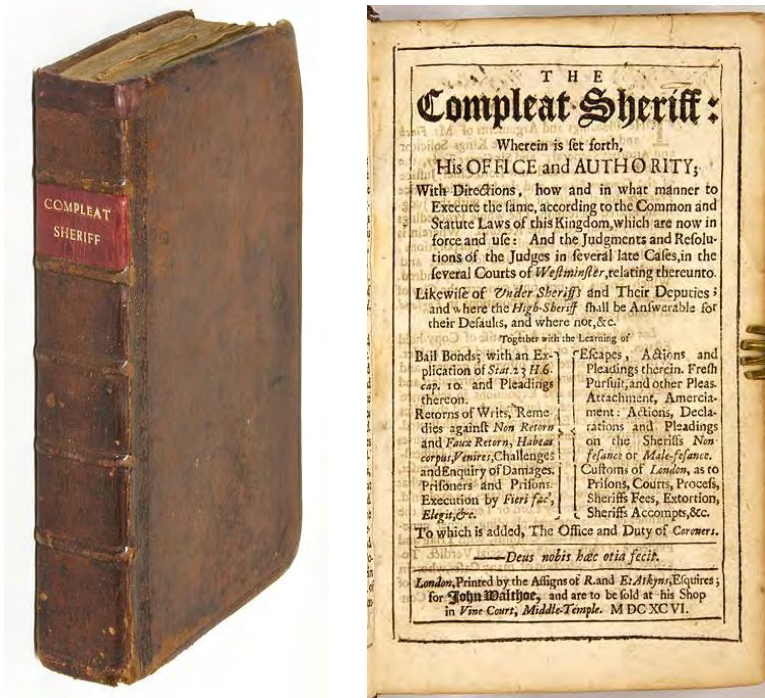 COMPLEAT
SHERIFF
THE
Compleat Sheriff:
Wherein is ſet forth,
His OFFICE and AUTHORITY;
With Directions, how and in what manner to
Execute the ſame, according to the Common and
Statute Laws of this Kingdom, which are now in
force and uſe: And the Judgments and Reſolu-
tions of the Judges in ſeveral late Caſes, in the
ſeveral Courts of Weſtminſter, relating thereunto.
Likewiſe of Under Sheriffs and Their Deputies;
and where the High-Sheriff ſhall be Anſwerable for
their Defaults, and where not, &c.
Together with the Learning of
Bail Bonds; with an Ex-
plication of Stat. 23 H. 6.
cap. 10. and Pleadings
thereon.
Retorns of Writs, Reme-
dies againſt Non Retorn
and Faux Retorn, Habeas
corpus, Venires, Challenges
and Enquiry of Damages.
Priſoners and Priſons.
Execution by Fieri fac',
Elegit, &c.
Eſcapes, Actions and
Pleadings therein. Freſh
Purſuit, and other Pleas.
Attachment, Amercia-
ment: Actions, Decla-
rations and Pleadings
on the Sheriffs Non
feſance or Male-feſance.
Cuſtoms of London, as to
Priſons, Courts, Proceſs,
Sheriffs Fees, Extortion,
Sheriffs Accompts, &c.
To which is added, The Office and Duty of Coroners.
—Deus nobis hæc otia fecit.
London, Printed by the Aſſigns of R. and E. Atkyns, Eſquires;
for John Walthoe, and are to be ſold at his Shop
in Vine Court, Middle-Temple. M DC XC VI.